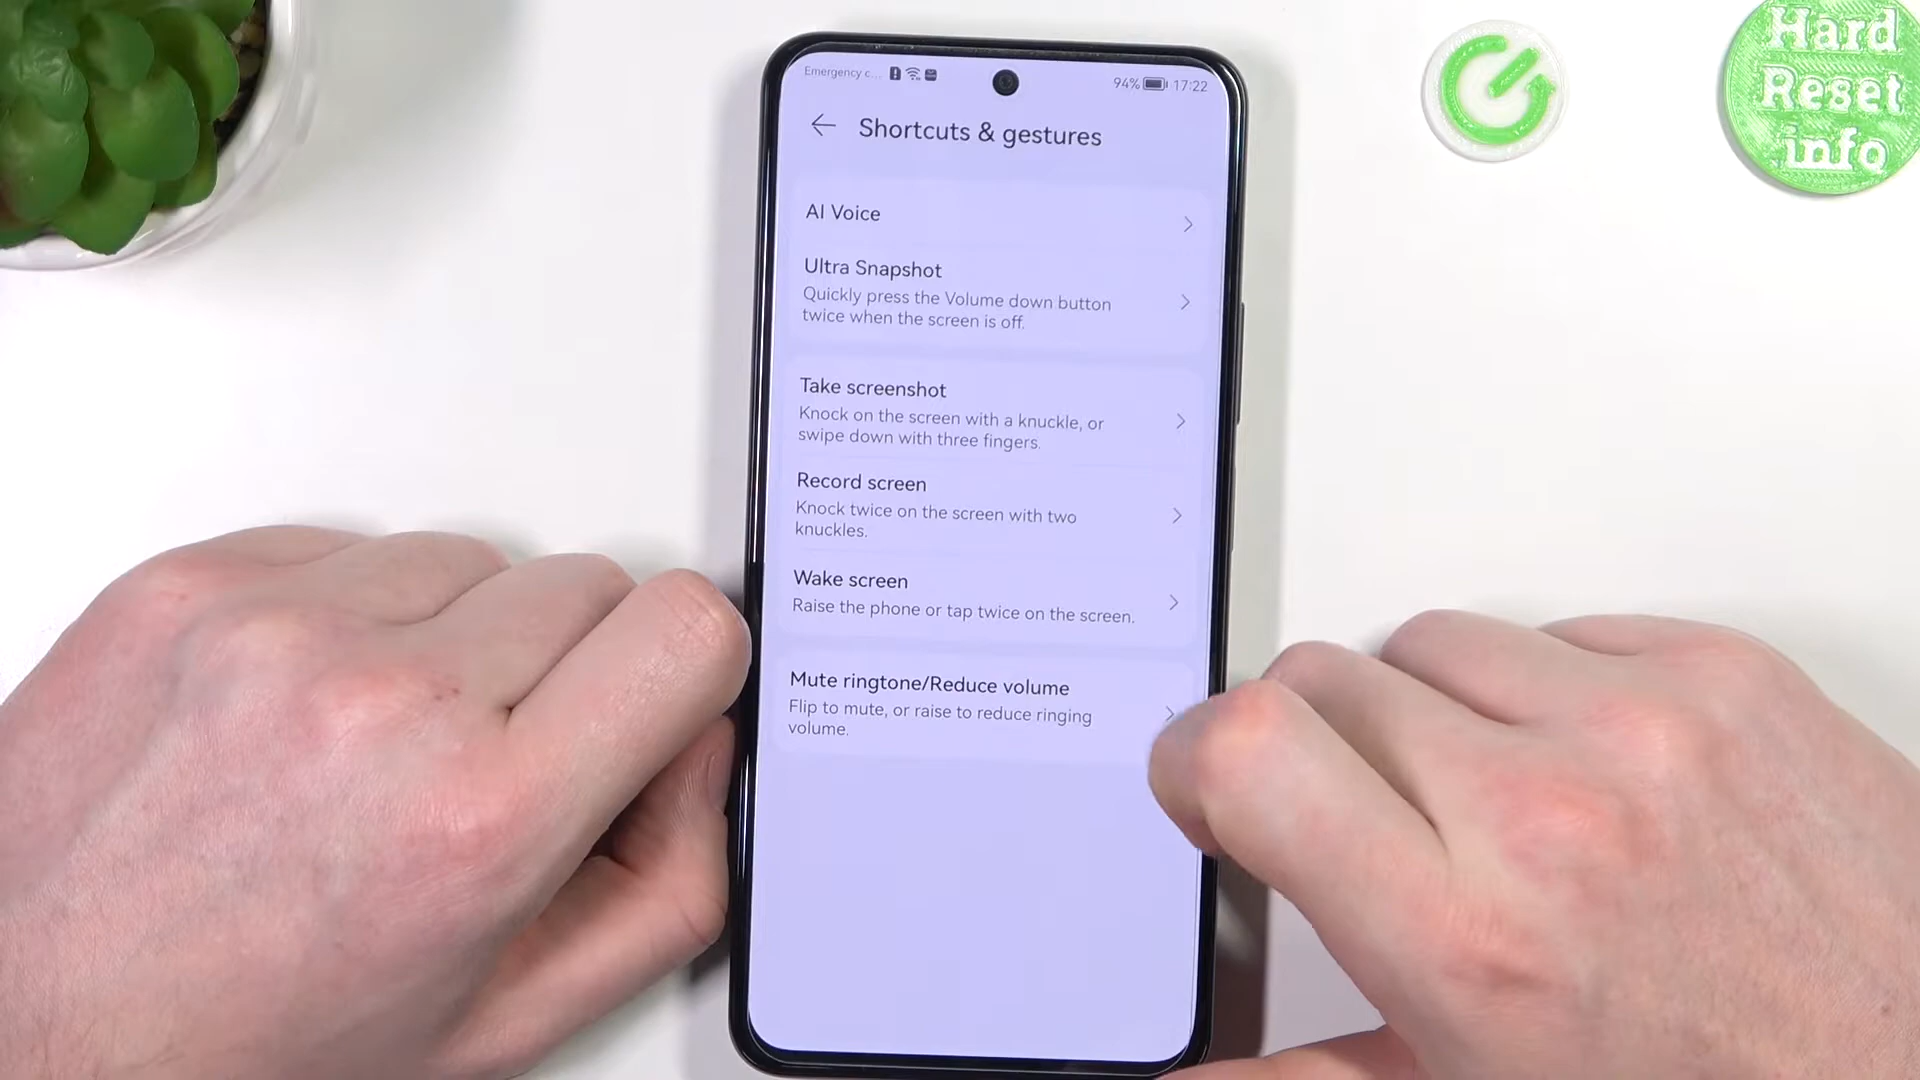 Emergency c...
94% 17:22
Shortcuts & gestures
AI Voice
Ultra Snapshot
Quickly press the Volume down button
twice when the screen is off.
Take screenshot
Knock on the screen with a knuckle, or
swipe down with three fingers.
Record screen
Knock twice on the screen with two
knuckles.
Wake screen
Raise the phone or tap twice on the screen.
Mute ringtone/Reduce volume
Flip to mute, or raise to reduce ringing
volume.
Hard
Reset
info